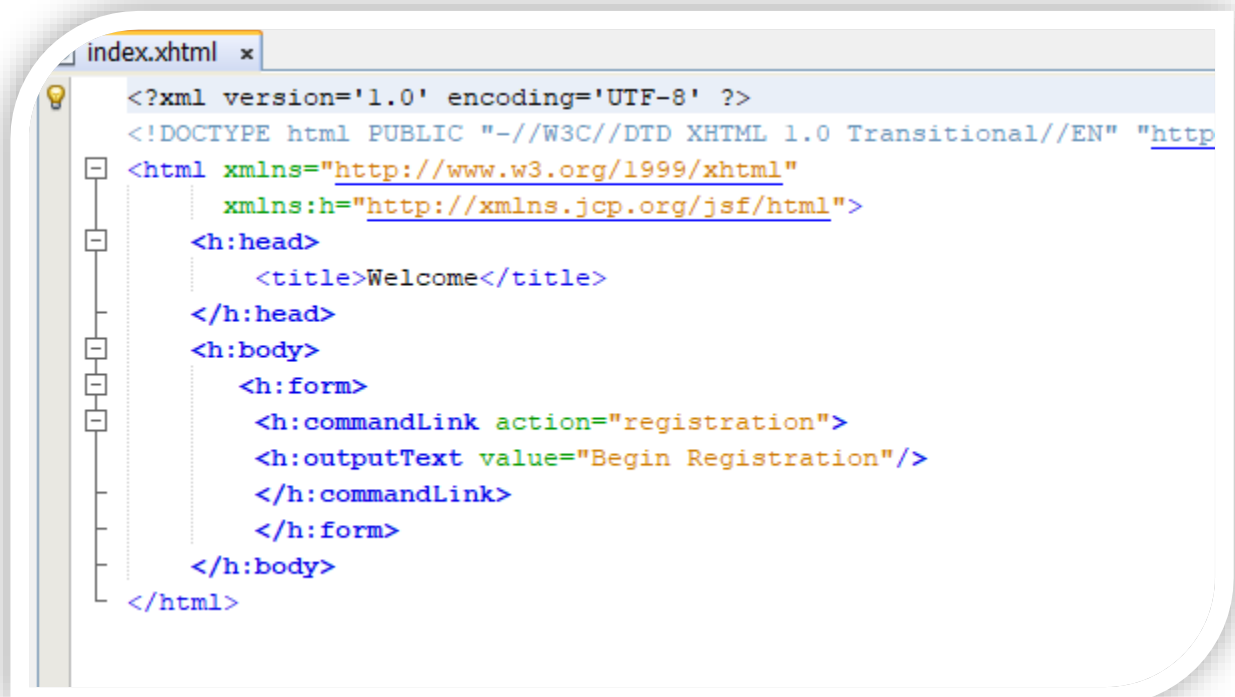 index.xhtml ×
<?xml version='1.0' encoding='UTF-8' ?>
<!DOCTYPE html PUBLIC "-//W3C//DTD XHTML 1.0 Transitional//EN" "http
<html xmlns="http://www.w3.org/1999/xhtml"
xmlns:h="http://xmlns.jcp.org/jsf/html">
<h:head>
<title>Welcome</title>
</h:head>
<h:body>
<h:form>
<h:commandLink action="registration">
<h:outputText value="Begin Registration"/>
</h:commandLink>
</h:form>
</h:body>
</html>